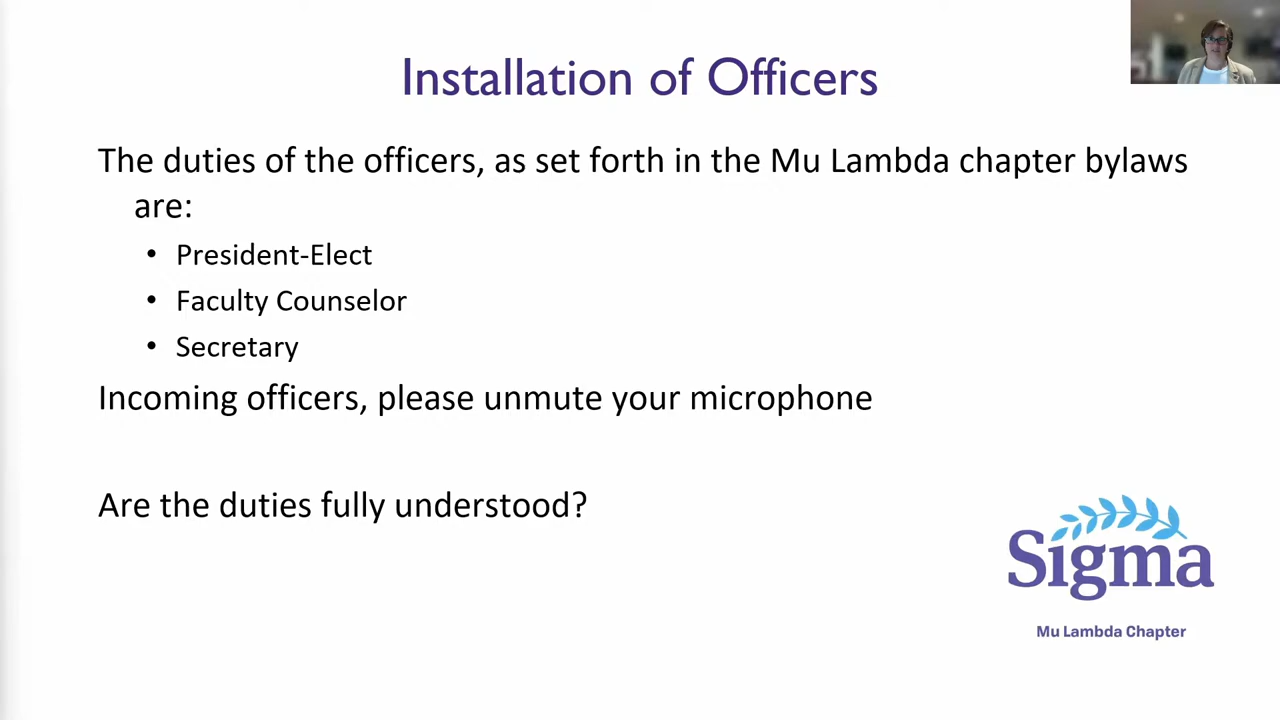 Installation of Officers
The duties of the officers, as set forth in the Mu Lambda chapter bylaws
are:
• President-Elect
• Faculty Counselor
• Secretary
Incoming officers, please unmute your microphone
Are the duties fully understood?
Sigma
Mu Lambda Chapter